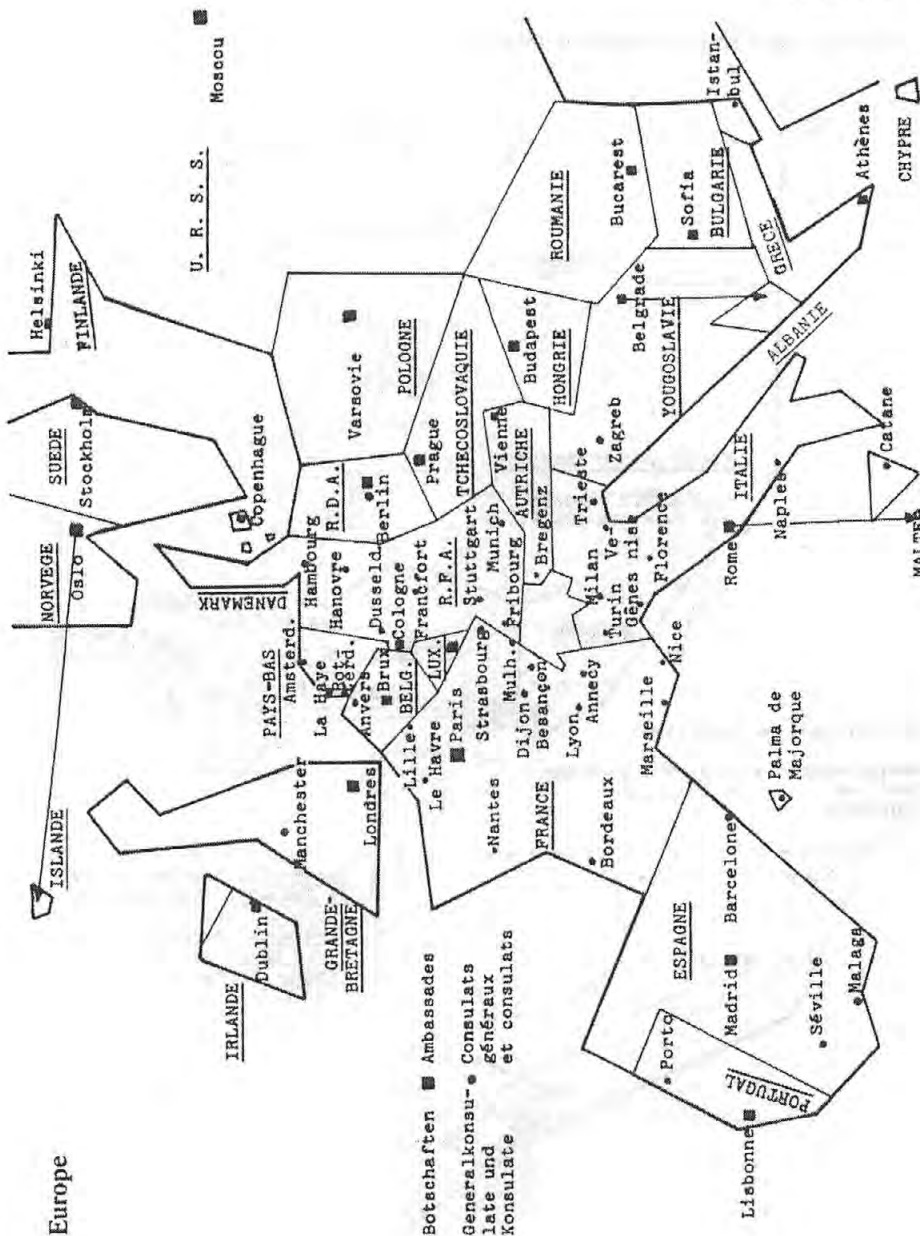 Europe
ISLANDE
NORVEGE
Oslo
SUEDE
Stockholm
Helsinki
FINLANDE
U. R. S. S.
Moscou
IRLANDE
Dublin
GRANDE-
BRETAGNE
Manchester
Londres
DANEMARK
Copenhague
PAYS-BAS
Amsterd.
La Haye
Anvers
Brux.
BELG.
LUX.
Hambourg
Hanovre
Dusseld.
Cologne
Francfort
R.F.A.
Stuttgart
Munich
Fribourg
R.D.A.
Berlin
Varsovie
POLOGNE
Prague
TCHECOSLOVAQUIE
Vienne
AUTRICHE
Bregenz
Budapest
HONGRIE
ROUMANIE
Bucarest
Sofia
BULGARIE
Istan-
bul
Belgrade
YOUGOSLAVIE
Zagreb
ALBANIE
GRECE
Athènes
CHYPRE
Lille
Le Havre
Paris
Strasbourg
Mulh.
Dijon
Besançon
Lyon
Annecy
Nantes
FRANCE
Bordeaux
Marseille
Nice
Milan
Turin
Gênes
Ve-
nise
Trieste
Florence
Rome
ITALIE
Naples
Catane
Botschaften ■ Ambassades
Generalkonsu- ● Consulats
late und généraux
Konsulate et consulats
ESPAGNE
Madrid
Barcelone
Palma de
Majorque
Séville
Malaga
Porto
PORTUGAL
Lisbonne